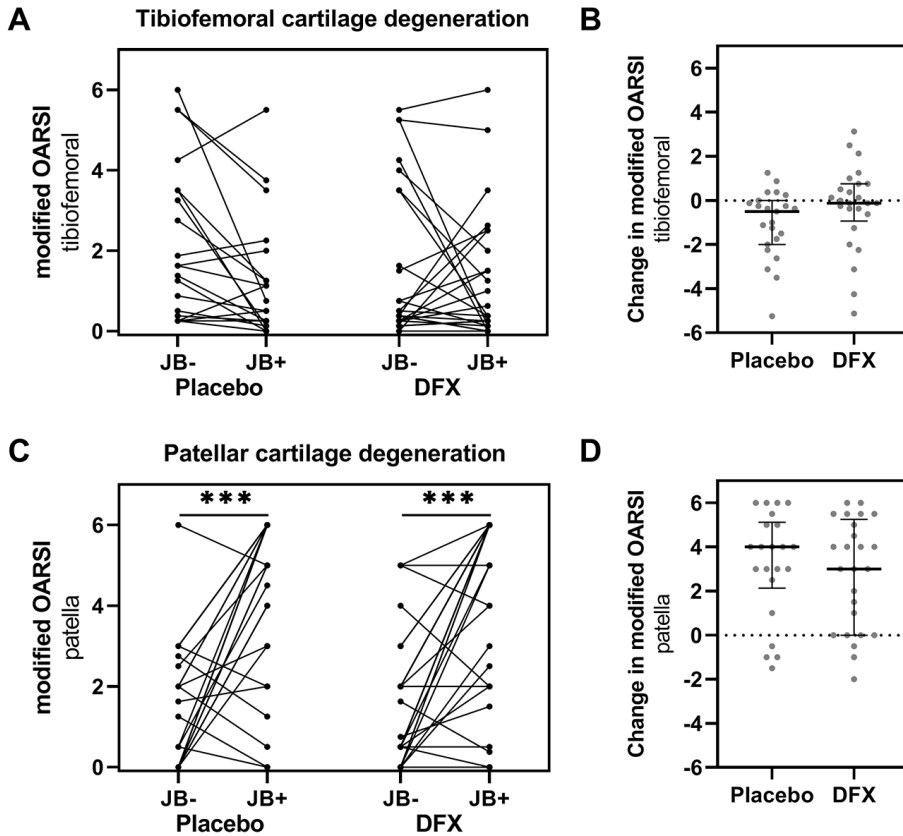 A
Tibiofemoral cartilage degeneration
modified OARSI
tibiofemoral
6
4
2
0
JB-
JB+
Placebo
JB-
JB+
DFX
B
Change in modified OARSI
tibiofemoral
6
4
2
0
-2
-4
-6
Placebo
DFX
C
Patellar cartilage degeneration
modified OARSI
patella
6
4
2
0
***
***
JB-
JB+
Placebo
JB-
JB+
DFX
D
Change in modified OARSI
patella
6
4
2
0
-2
-4
-6
Placebo
DFX